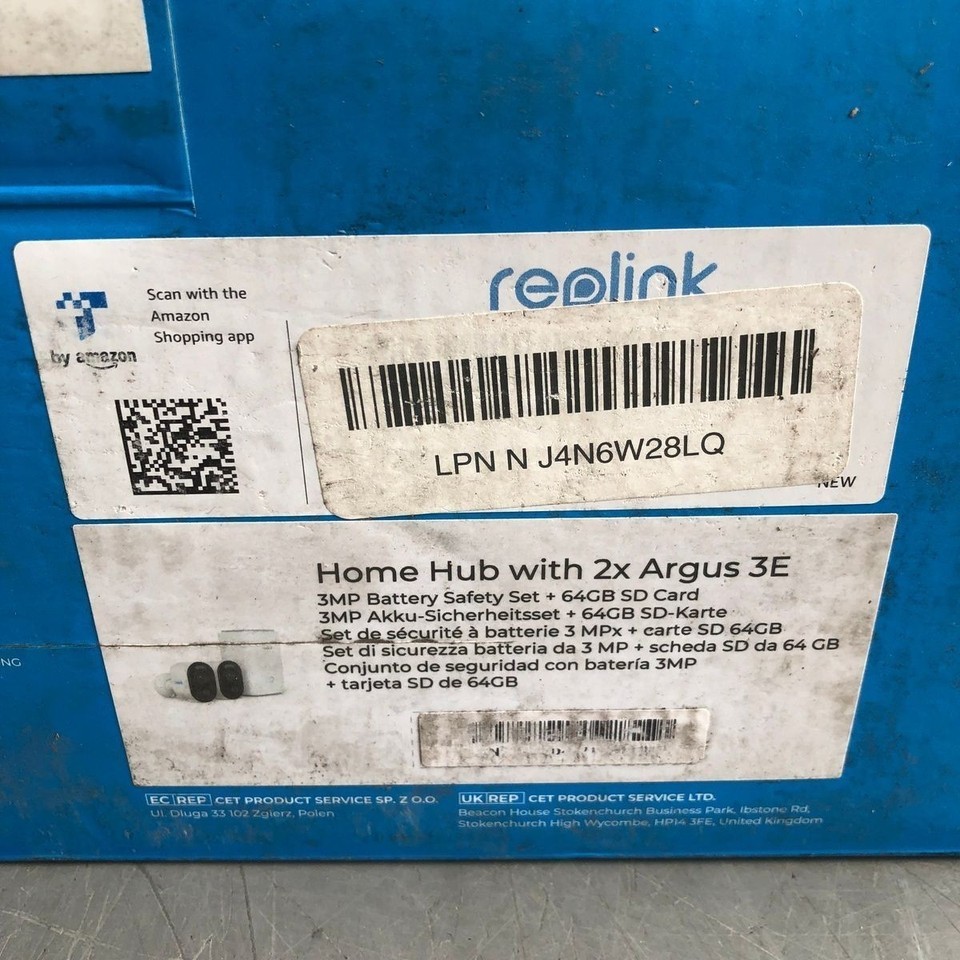 Scan with the
Amazon
Shopping app
by amazon
reolink
LPN N J4N6W28LQ
NEW
Home Hub with 2x Argus 3E
3MP Battery Safety Set + 64GB SD Card
3MP Akku-Sicherheitsset + 64GB SD-Karte
Set de sécurité à batterie 3 MPx + carte SD 64GB
Set di sicurezza batteria da 3 MP + scheda SD da 64 GB
Conjunto de seguridad con batería 3MP
+ tarjeta SD de 64GB
EC REP CET PRODUCT SERVICE SP. Z O.O.
Ul. Dluga 33 102 Zgierz, Polen
UK REP CET PRODUCT SERVICE LTD.
Beacon House Stokenchurch Business Park, Ibstone Rd,
Stokenchurch High Wycombe, HP14 3FE, United Kingdom